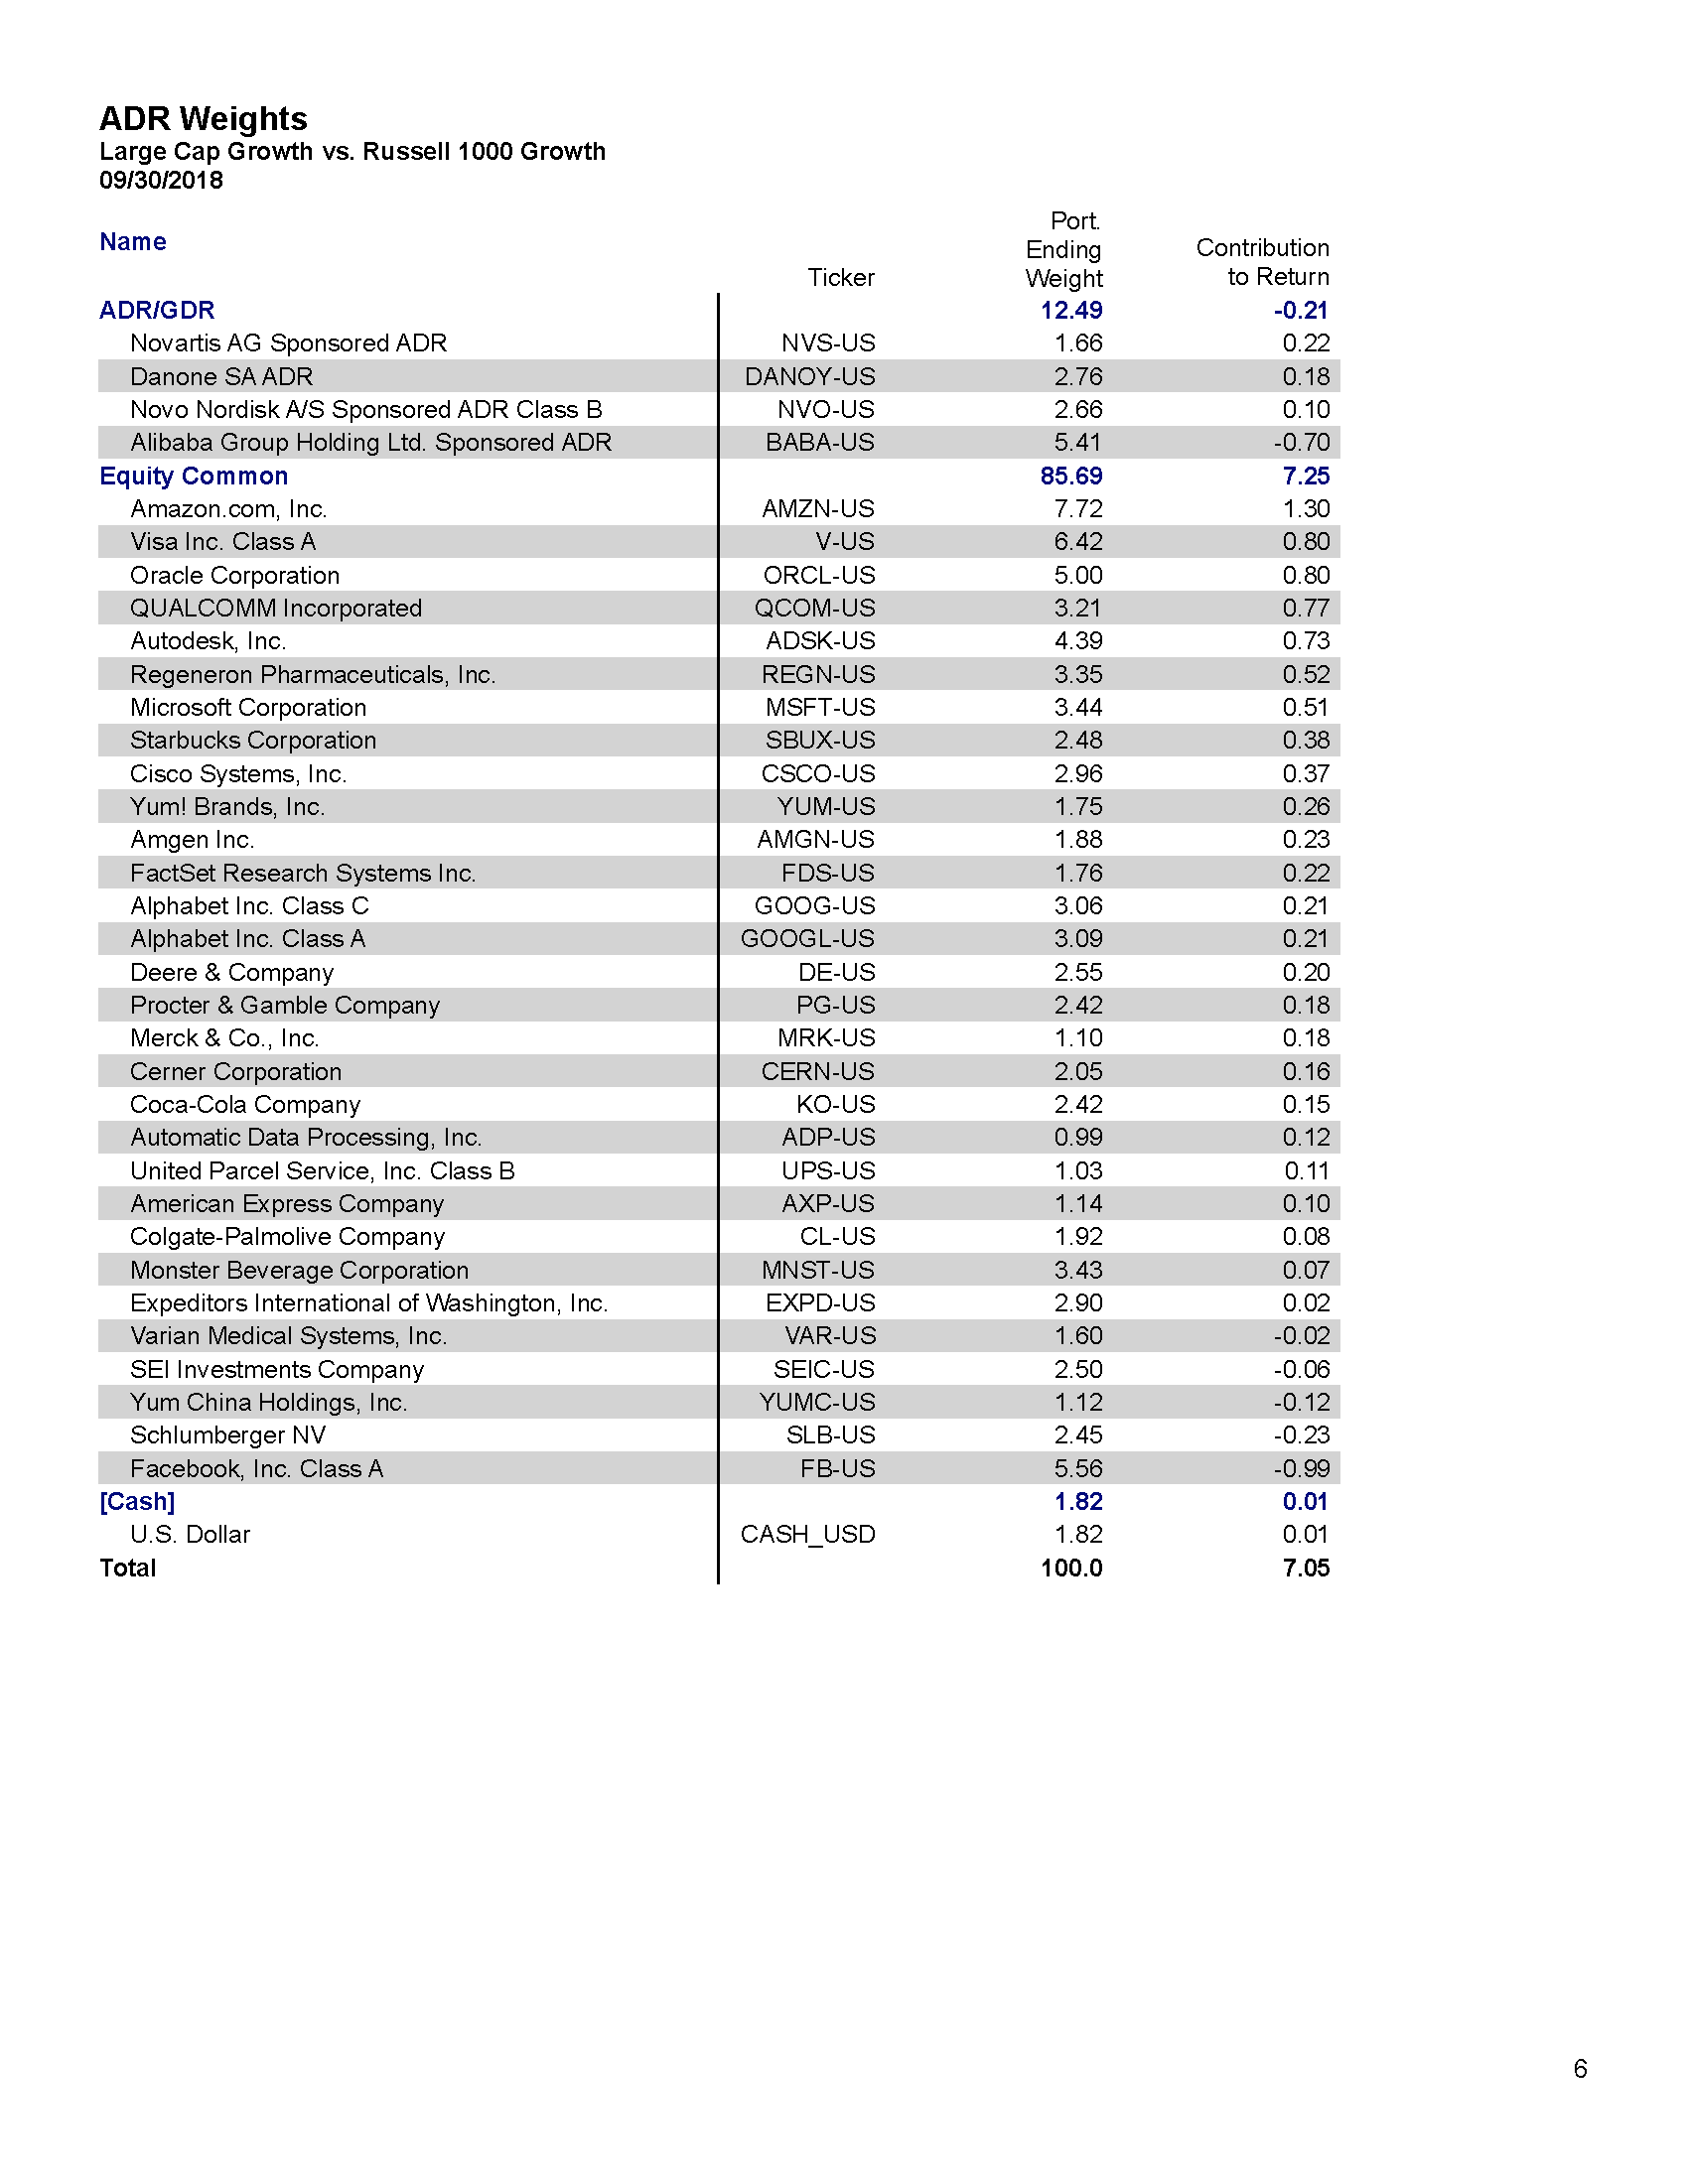 ADR Weights
Large Cap Growth vs. Russell 1000 Growth
09/30/2018
Name Ticker Port. Ending Weight Contribution to Return
ADR/GDR 12.49 -0.21
Novartis AG Sponsored ADR NVS-US 1.66 0.22
Danone SA ADR DANOY-US 2.76 0.18
Novo Nordisk A/S Sponsored ADR Class B NVO-US 2.66 0.10
Alibaba Group Holding Ltd. Sponsored ADR BABA-US 5.41 -0.70
Equity Common 85.69 7.25
Amazon.com, Inc. AMZN-US 7.72 1.30
Visa Inc. Class A V-US 6.42 0.80
Oracle Corporation ORCL-US 5.00 0.80
QUALCOMM Incorporated QCOM-US 3.21 0.77
Autodesk, Inc. ADSK-US 4.39 0.73
Regeneron Pharmaceuticals, Inc. REGN-US 3.35 0.52
Microsoft Corporation MSFT-US 3.44 0.51
Starbucks Corporation SBUX-US 2.48 0.38
Cisco Systems, Inc. CSCO-US 2.96 0.37
Yum! Brands, Inc. YUM-US 1.75 0.26
Amgen Inc. AMGN-US 1.88 0.23
FactSet Research Systems Inc. FDS-US 1.76 0.22
Alphabet Inc. Class C GOOG-US 3.06 0.21
Alphabet Inc. Class A GOOGL-US 3.09 0.21
Deere & Company DE-US 2.55 0.20
Procter & Gamble Company PG-US 2.42 0.18
Merck & Co., Inc. MRK-US 1.10 0.18
Cerner Corporation CERN-US 2.05 0.16
Coca-Cola Company KO-US 2.42 0.15
Automatic Data Processing, Inc. ADP-US 0.99 0.12
United Parcel Service, Inc. Class B UPS-US 1.03 0.11
American Express Company AXP-US 1.14 0.10
Colgate-Palmolive Company CL-US 1.92 0.08
Monster Beverage Corporation MNST-US 3.43 0.07
Expeditors International of Washington, Inc. EXPD-US 2.90 0.02
Varian Medical Systems, Inc. VAR-US 1.60 -0.02
SEI Investments Company SEIC-US 2.50 -0.06
Yum China Holdings, Inc. YUMC-US 1.12 -0.12
Schlumberger NV SLB-US 2.45 -0.23
Facebook, Inc. Class A FB-US 5.56 -0.99
[Cash] 1.82 0.01
U.S. Dollar CASH_USD 1.82 0.01
Total 100.0 7.05
6